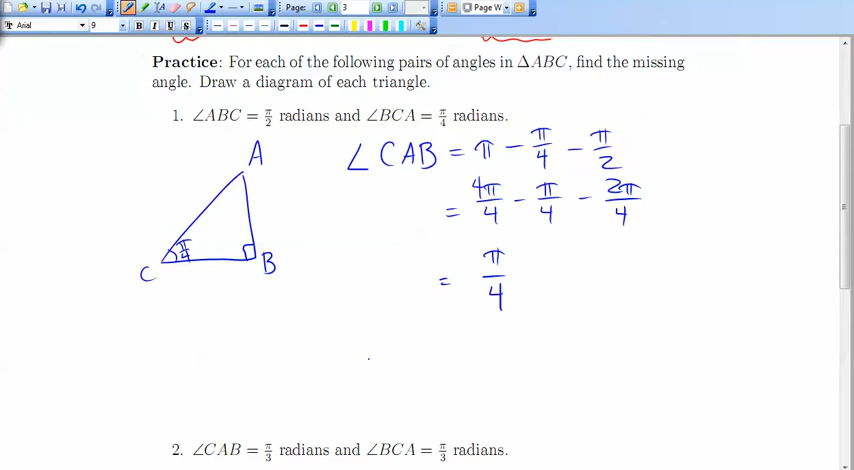 Page: 3 Page W
Arial 9 B I U S
Practice: For each of the following pairs of angles in ΔABC, find the missing
angle. Draw a diagram of each triangle.
1. ∠ABC = π/2 radians and ∠BCA = π/4 radians.
A
∠CAB = π - π/4 - π/2
= 4π/4 - π/4 - 2π/4
π/4
C
B
= π/4
2. ∠CAB = π/3 radians and ∠BCA = π/3 radians.